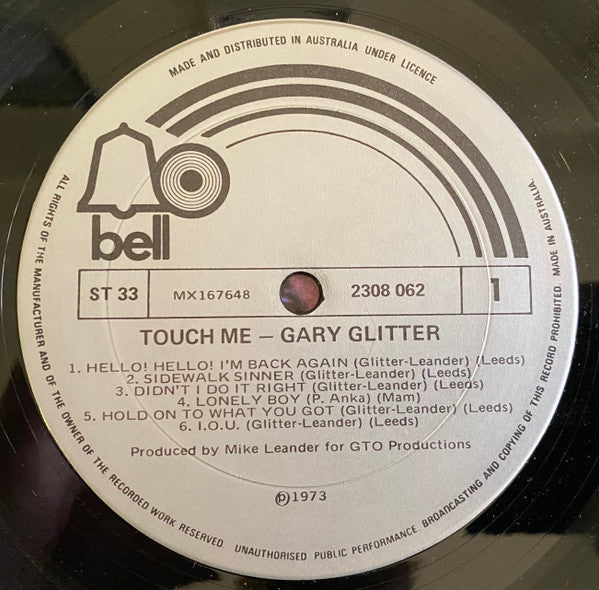 MADE AND DISTRIBUTED IN AUSTRALIA UNDER LICENCE
bell
ST 33
MX167648
2308 062
1
TOUCH ME – GARY GLITTER
1. HELLO! HELLO! I'M BACK AGAIN (Glitter-Leander) (Leeds)
2. SIDEWALK SINNER (Glitter-Leander) (Leeds)
3. DIDN'T I DO IT RIGHT (Glitter-Leander) (Leeds)
4. LONELY BOY (P. Anka) (Mam)
5. HOLD ON TO WHAT YOU GOT (Glitter-Leander) (Leeds)
6. I.O.U. (Glitter-Leander) (Leeds)
Produced by Mike Leander for GTO Productions
℗1973
ALL RIGHTS OF THE MANUFACTURER AND OF THE OWNER OF THE RECORDED WORK RESERVED UNAUTHORISED PUBLIC PERFORMANCE, BROADCASTING AND COPYING OF THIS RECORD PROHIBITED. MADE IN AUSTRALIA.